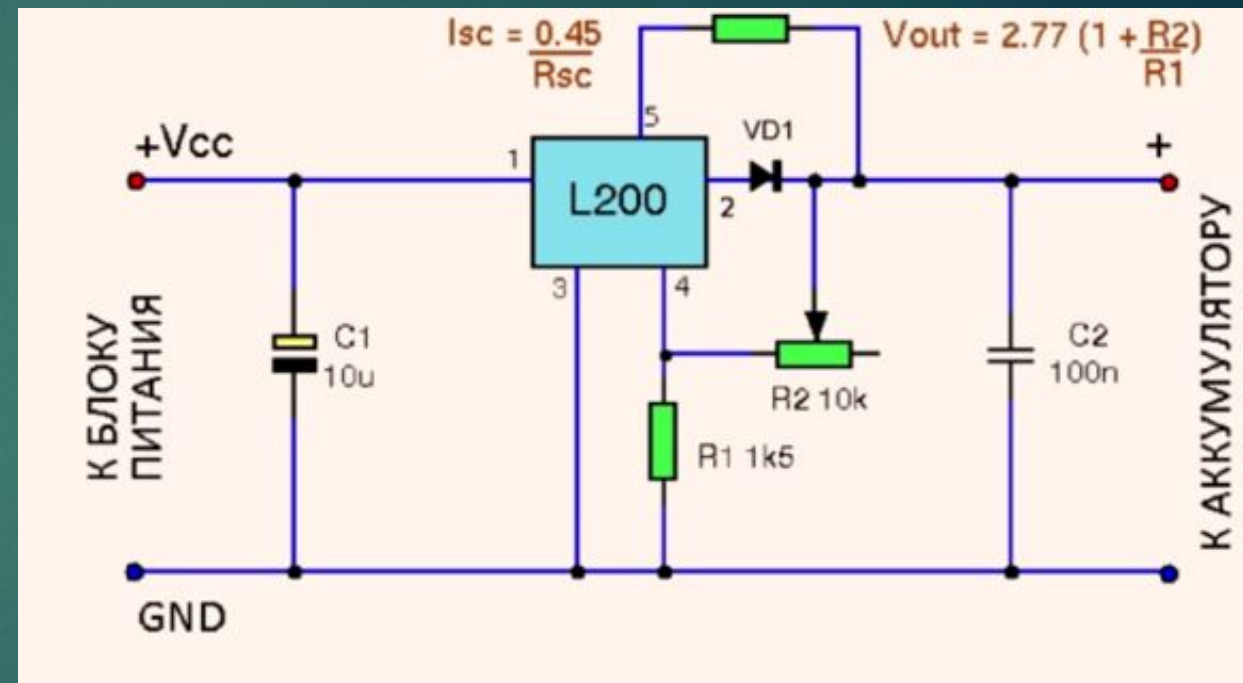 Isc = 0.45
Rsc
Vout = 2.77 (1 + R2)
R1
5
VD1
+Vcc
1
L200
2
+
3
4
К БЛОКУ
ПИТАНИЯ
C1
10u
R2 10k
C2
100n
R1 1k5
К АККУМУЛЯТОРУ
GND